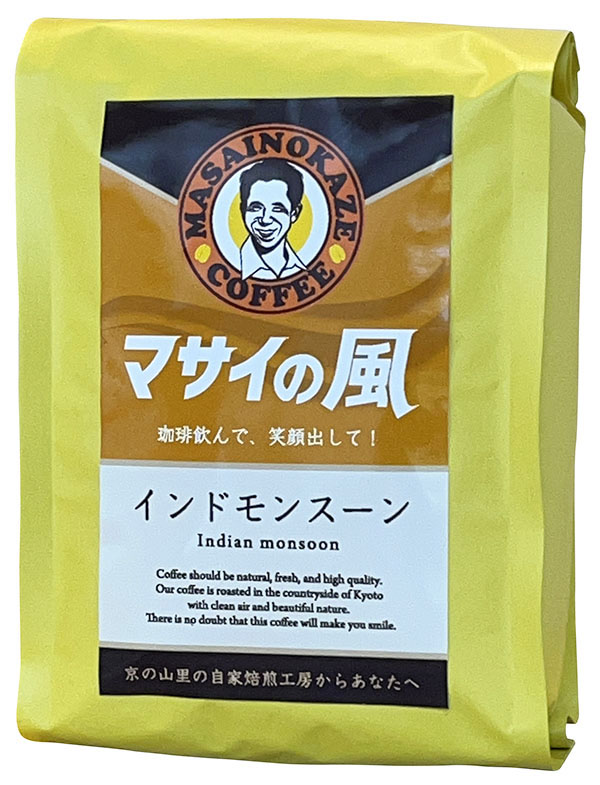 MASAINOKAZE
COFFEE
マサイの風
珈琲飲んで、笑顔出して！
インドモンスーン
Indian monsoon
Coffee should be natural, fresh, and high quality.
Our coffee is roasted in the countryside of Kyoto
with clean air and beautiful nature.
There is no doubt that this coffee will make you smile.
京の山里の自家焙煎工房からあなたへ